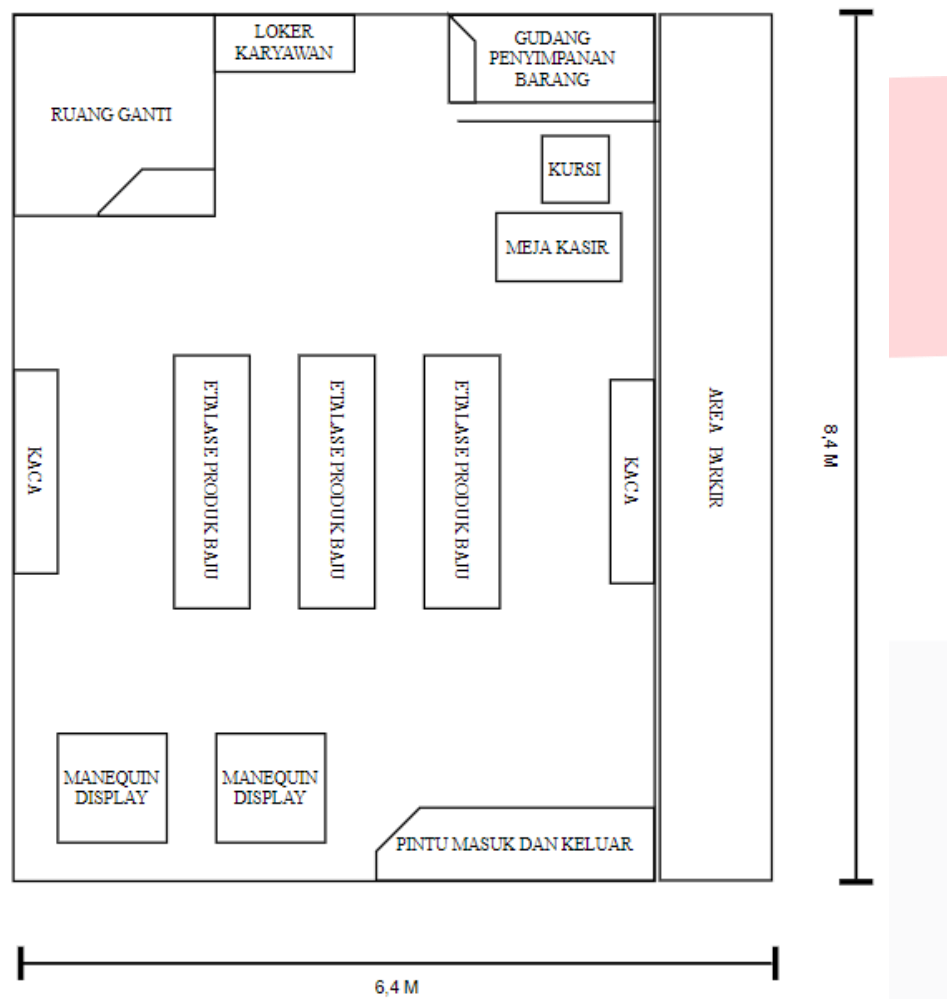 LOKER
KARYAWAN
GUDANG
PENYIMPANAN
BARANG
RUANG GANTI
KURSI
MEJA KASIR
KACA
ETALASE PRODUK BAJU
ETALASE PRODUK BAJU
ETALASE PRODUK BAJU
KACA
AREA PARKIR
8,4 M
MANEQUIN
DISPLAY
MANEQUIN
DISPLAY
PINTU MASUK DAN KELUAR
6,4 M